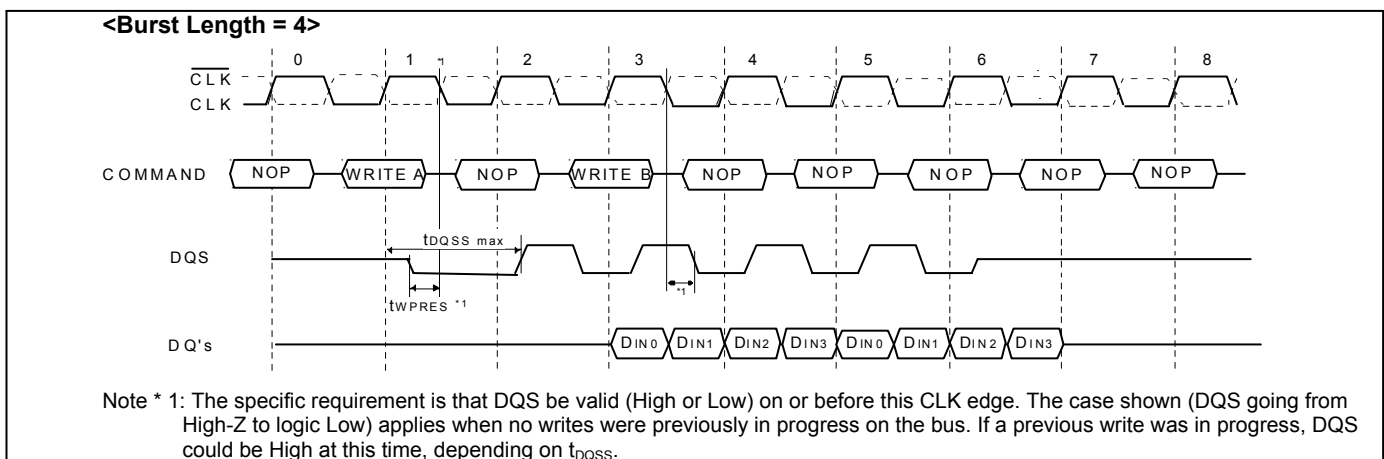 <Burst Length = 4>
0 1 *1 2 3 4 5 6 7 8
CLK
CLK
COMMAND NOP WRITE A NOP WRITE B NOP NOP NOP NOP NOP
tDQSS max
DQS
tWPRES *1 *1
DQ's DIN0 DIN1 DIN2 DIN3 DIN0 DIN1 DIN2 DIN3
Note * 1: The specific requirement is that DQS be valid (High or Low) on or before this CLK edge. The case shown (DQS going from
High-Z to logic Low) applies when no writes were previously in progress on the bus. If a previous write was in progress, DQS
could be High at this time, depending on tDQSS.